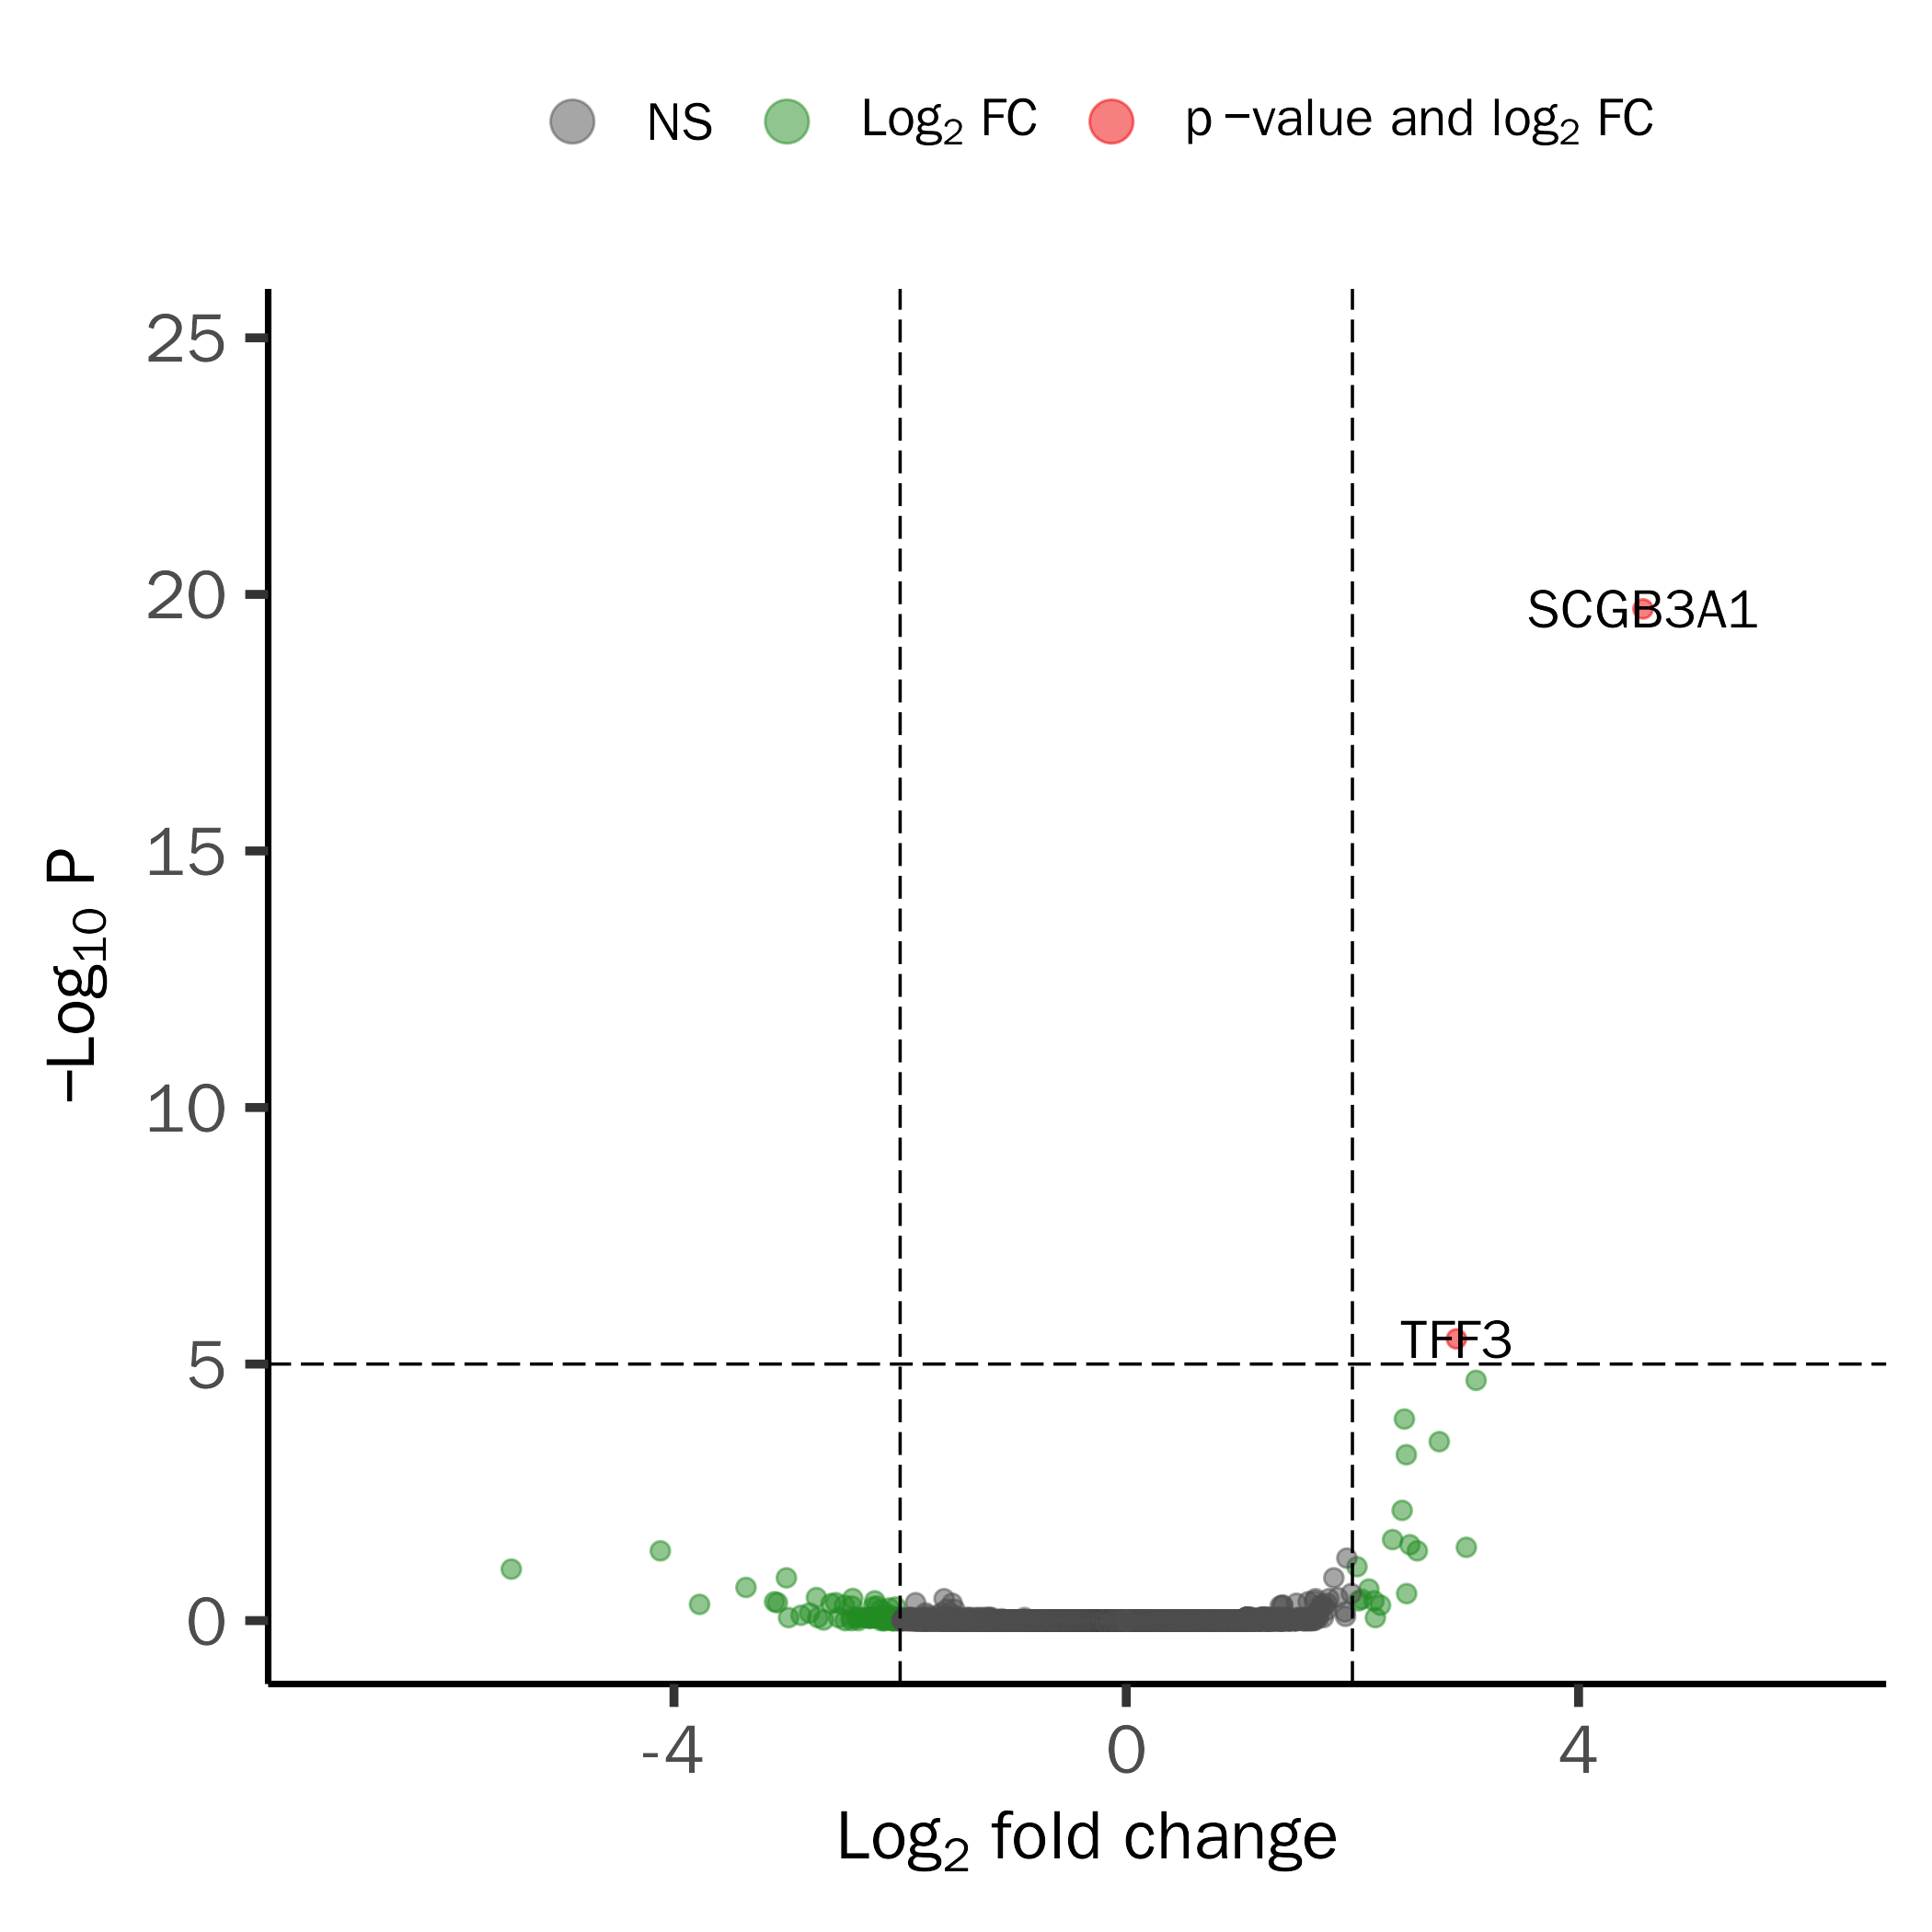 NS Log₂ FC p −value and log₂ FC
25
20
15
10
5
0
−Log₁₀ P
SCGB3A1
TFF3
-4 0 4
Log₂ fold change